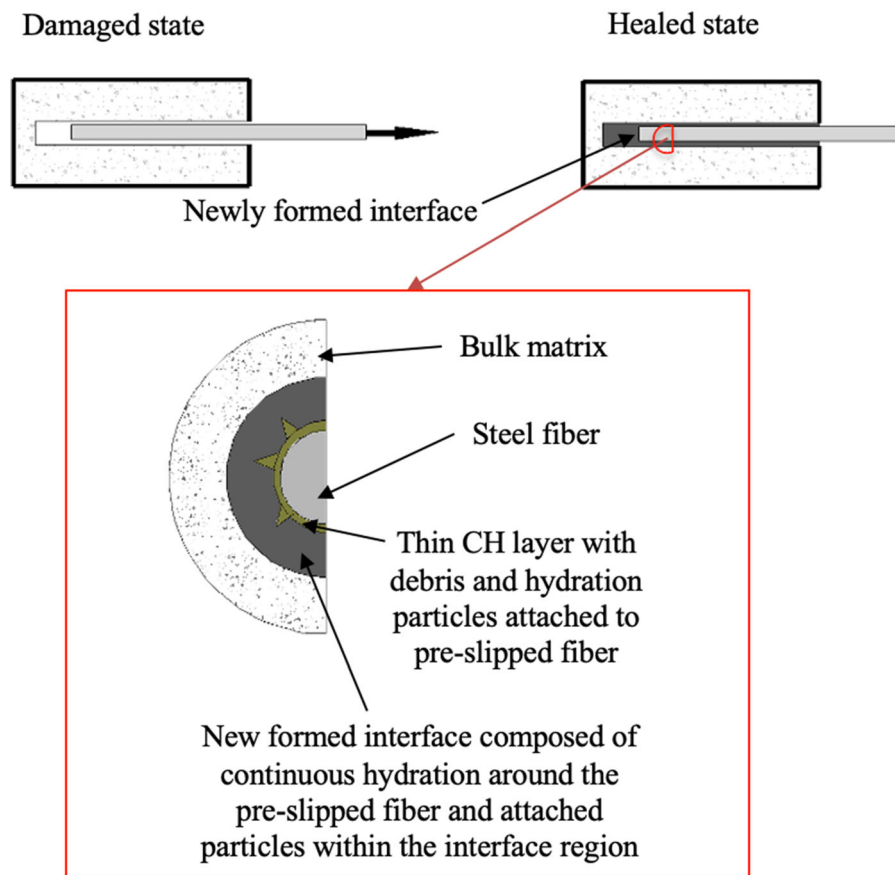 Damaged state
Healed state
Newly formed interface
Bulk matrix
Steel fiber
Thin CH layer with
debris and hydration
particles attached to
pre-slipped fiber
New formed interface composed of
continuous hydration around the
pre-slipped fiber and attached
particles within the interface region